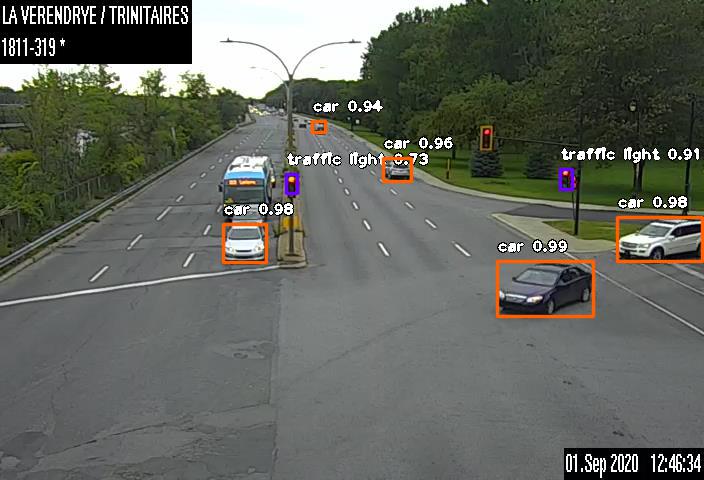 LA VERENDRYE / TRINITAIRES
1811-319 *
car 0.94
car 0.96
traffic light 0.73
traffic light 0.91
car 0.98
car 0.98
car 0.99
01.Sep 2020 12:46:34